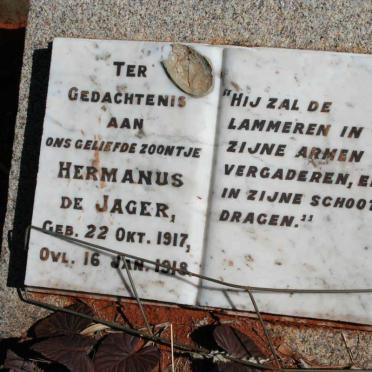 TER
GEDACHTENIS
AAN
ONS GELIEFDE ZOONTJE
HERMANUS
DE JAGER,
GEB. 22 OKT. 1917,
OVL. 16 JAN. 1919
"HIJ ZAL DE
LAMMEREN IN
ZIJNE ARMEN
VERGADEREN, EN
IN ZIJNE SCHOOT
DRAGEN."